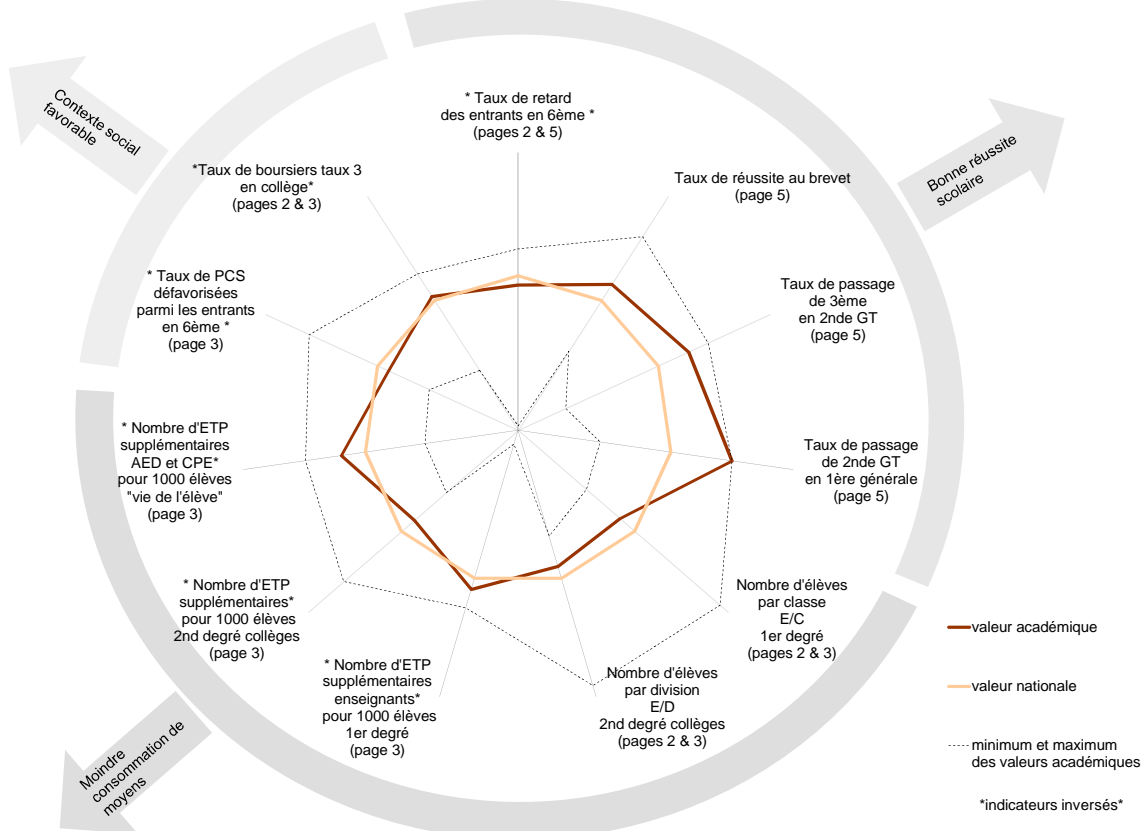 * Taux de retard
des entrants en 6ème *
(pages 2 & 5)
Taux de réussite au brevet
(page 5)
Taux de passage
de 3ème
en 2nde GT
(page 5)
Taux de passage
de 2nde GT
en 1ère générale
(page 5)
Nombre d'élèves
par classe
E/C
1er degré
(pages 2 & 3)
Nombre d'élèves
par division
E/D
2nd degré collèges
(pages 2 & 3)
* Nombre d'ETP
supplémentaires
enseignants*
pour 1000 élèves
1er degré
(page 3)
* Nombre d'ETP
supplémentaires*
pour 1000 élèves
2nd degré collèges
(page 3)
* Nombre d'ETP
supplémentaires
AED et CPE*
pour 1000 élèves
"vie de l'élève"
(page 3)
* Taux de PCS
défavorisées
parmi les entrants
en 6ème *
(page 3)
*Taux de boursiers taux 3
en collège*
(pages 2 & 3)
Contexte social
favorable
Bonne réussite
scolaire
Moindre
consommation de
moyens
valeur académique
valeur nationale
minimum et maximum
des valeurs académiques
*indicateurs inversés*